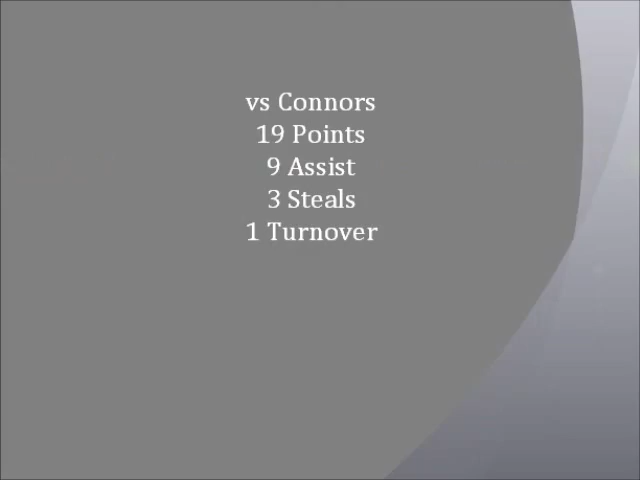 vs Connors
19 Points
9 Assist
3 Steals
1 Turnover